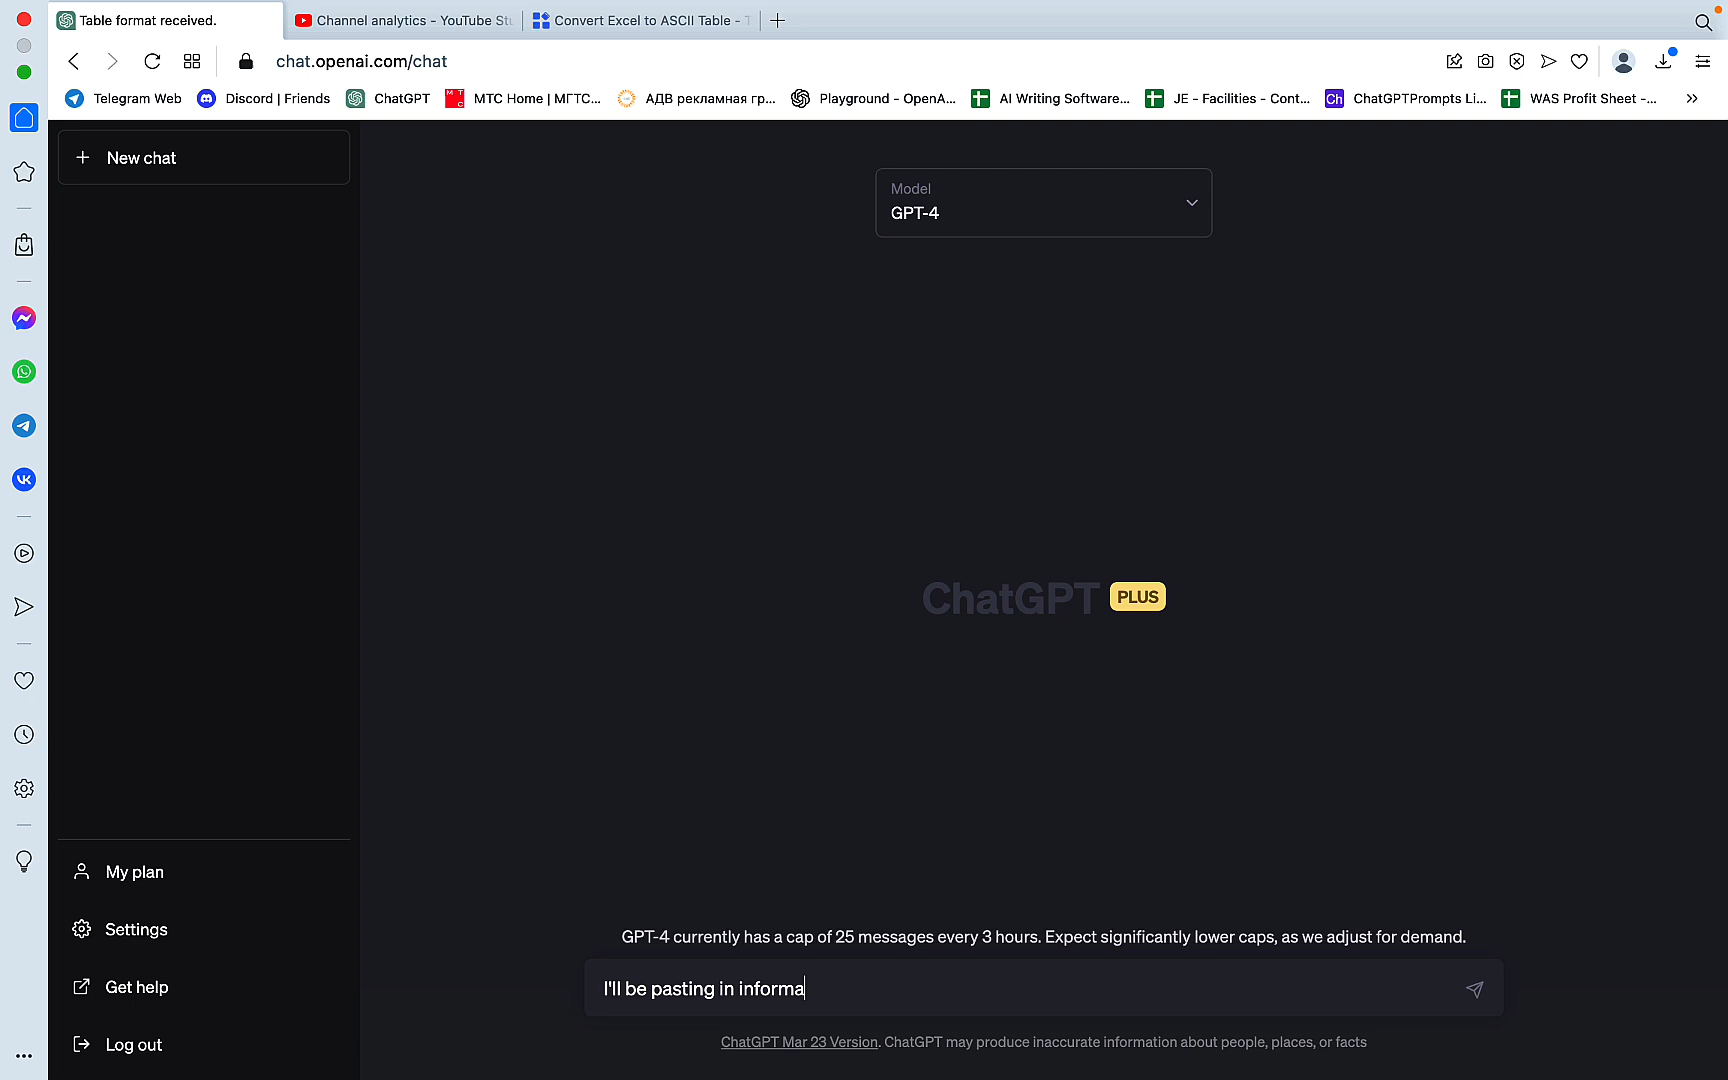 Table format received.
Channel analytics - YouTube Stu
Convert Excel to ASCII Table - T
chat.openai.com/chat
Telegram Web
Discord | Friends
ChatGPT
МТС Home | МГТС...
АДВ рекламная гр...
Playground - OpenA...
AI Writing Software...
JE - Facilities - Cont...
Ch
ChatGPTPrompts Li...
WAS Profit Sheet -...
New chat
Model
GPT-4
ChatGPT PLUS
My plan
Settings
Get help
Log out
GPT-4 currently has a cap of 25 messages every 3 hours. Expect significantly lower caps, as we adjust for demand.
I'll be pasting in informa
ChatGPT Mar 23 Version. ChatGPT may produce inaccurate information about people, places, or facts